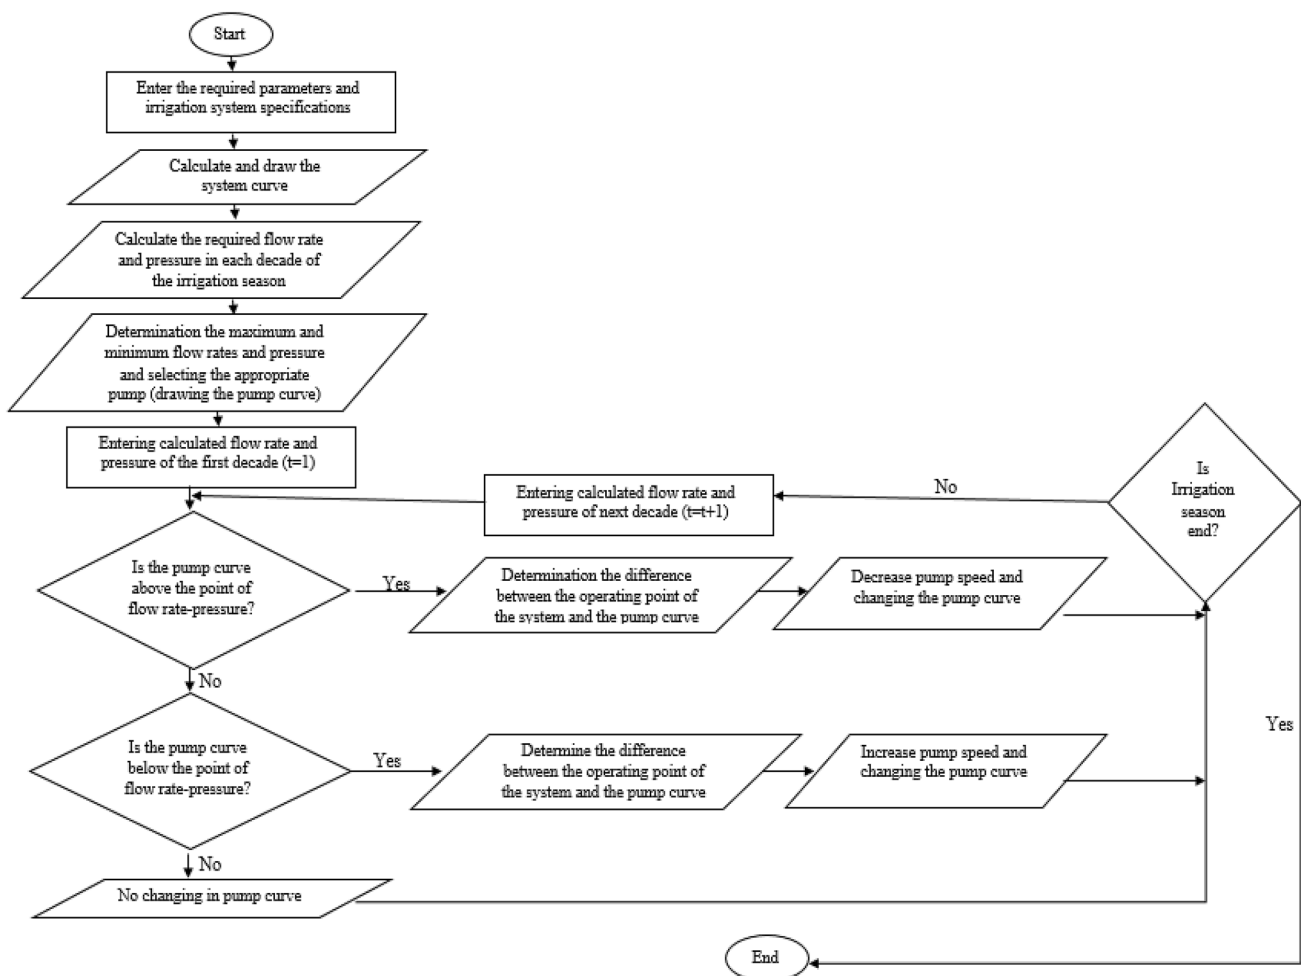 Start
Enter the required parameters and
irrigation system specifications
Calculate and draw the
system curve
Calculate the required flow rate
and pressure in each decade of
the irrigation season
Determination the maximum and
minimum flow rates and pressure
and selecting the appropriate
pump (drawing the pump curve)
Entering calculated flow rate and
pressure of the first decade (t=1)
Entering calculated flow rate and
pressure of next decade (t=t+1)
No
Is
Irrigation
season
end?
Is the pump curve
above the point of
flow rate-pressure?
Yes
Determination the difference
between the operating point of
the system and the pump curve
Decrease pump speed and
changing the pump curve
No
Is the pump curve
below the point of
flow rate-pressure?
Yes
Determine the difference
between the operating point of
the system and the pump curve
Increase pump speed and
changing the pump curve
Yes
No
No changing in pump curve
End